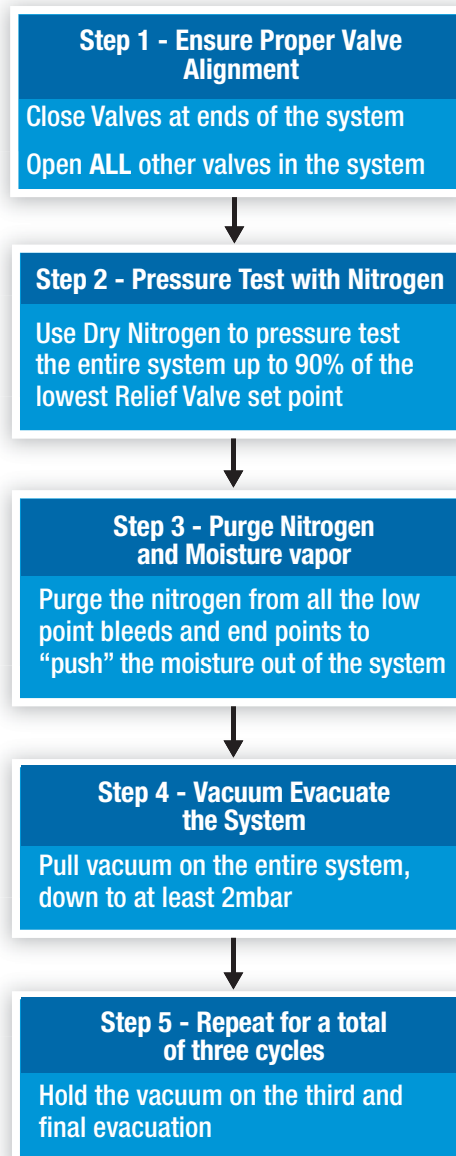 Step 1 - Ensure Proper Valve
Alignment
Close Valves at ends of the system
Open ALL other valves in the system
Step 2 - Pressure Test with Nitrogen
Use Dry Nitrogen to pressure test
the entire system up to 90% of the
lowest Relief Valve set point
Step 3 - Purge Nitrogen
and Moisture vapor
Purge the nitrogen from all the low
point bleeds and end points to
“push” the moisture out of the system
Step 4 - Vacuum Evacuate
the System
Pull vacuum on the entire system,
down to at least 2mbar
Step 5 - Repeat for a total
of three cycles
Hold the vacuum on the third and
final evacuation